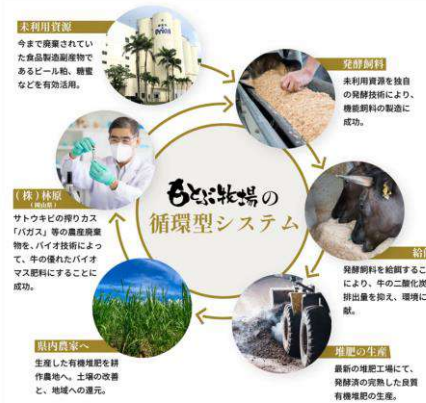 未利用資源
今まで廃棄されてい
た食品製造副産物で
あるビール粕、糖蜜
などを有効活用。
Orion
発酵飼料
未利用資源を独自
の発酵技術により、
機能飼料の製造に
成功。
もとぶ牧場の
循環型システム
(株)林原
(岡山県)
サトウキビの搾りカス
「バガス」等の農産廃棄
物を、バイオ技術によっ
て、牛の優れたバイオ
マス肥料にすることに
成功。
給
発酵飼料を給餌するこ
により、牛の二酸化炭
排出量を抑え、環境に
献。
県内農家へ
生産した有機堆肥を耕
作農地へ。土壌の改善
と、地域への還元。
堆肥の生産
最新の堆肥工場にて、
発酵済の完熟した良質
有機堆肥の生産。